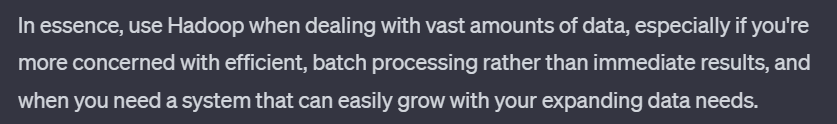 In essence, use Hadoop when dealing with vast amounts of data, especially if you're
more concerned with efficient, batch processing rather than immediate results, and
when you need a system that can easily grow with your expanding data needs.